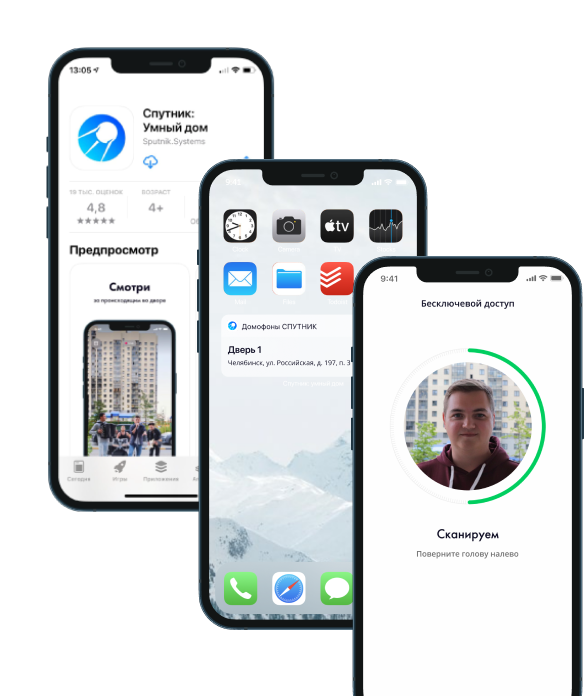 13:05
Спутник:
Умный дом
Sputnik.Systems
19 ТЫС. ОЦЕНОК
ВОЗРАСТ
4,8
4+
★★★★★
Предпросмотр
Смотри
за происходящим во дворе
Сегодня
Игры
Приложения
9:41
tv
Домофоны СПУТНИК
Дверь 1
Челябинск, ул. Российская, д. 197, п. 3
9:41
Бесключевой доступ
Сканируем
Поверните голову налево